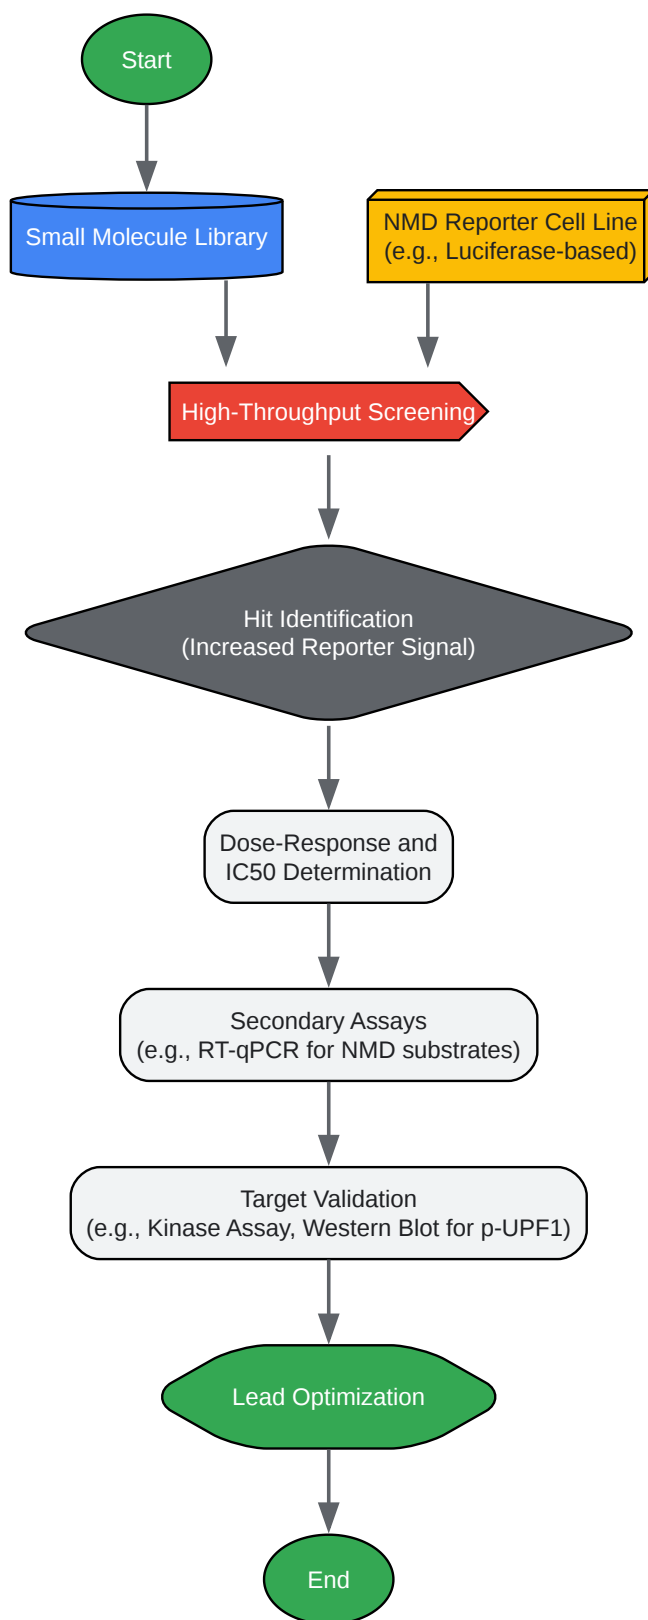 Start
Small Molecule Library
NMD Reporter Cell Line
(e.g., Luciferase-based)
High-Throughput Screening
Hit Identification
(Increased Reporter Signal)
Dose-Response and
IC50 Determination
Secondary Assays
(e.g., RT-qPCR for NMD substrates)
Target Validation
(e.g., Kinase Assay, Western Blot for p-UPF1)
Lead Optimization
End